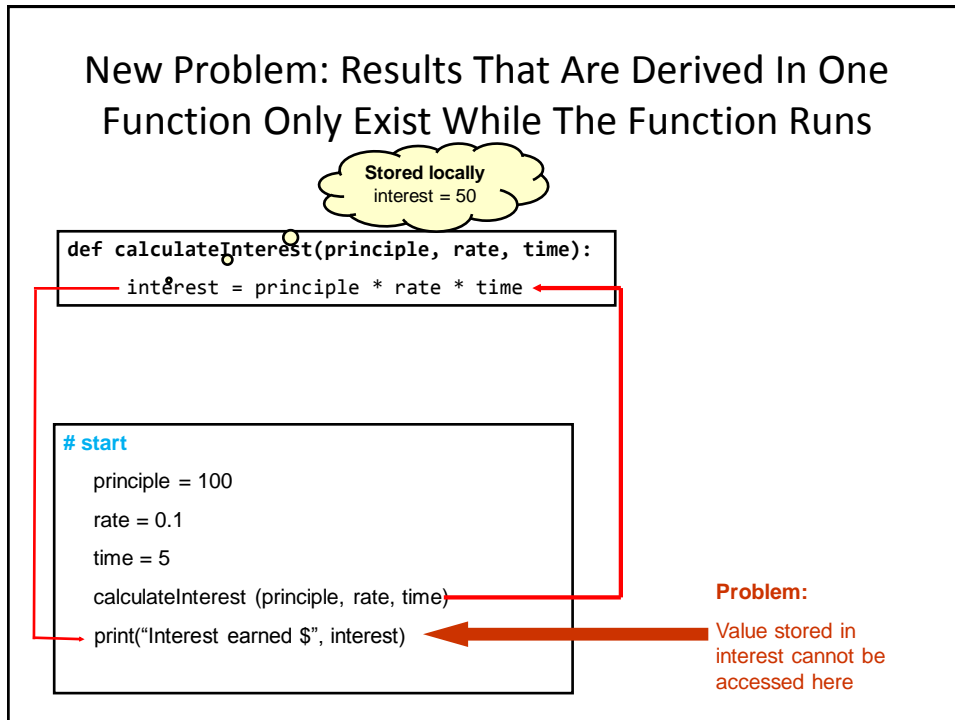 New Problem: Results That Are Derived In One
Function Only Exist While The Function Runs
Stored locally
interest = 50
def calculateInterest(principle, rate, time):
interest = principle * rate * time
# start
principle = 100
rate = 0.1
time = 5
calculateInterest (principle, rate, time)
print(“Interest earned $”, interest)
Problem:
Value stored in
interest cannot be
accessed here